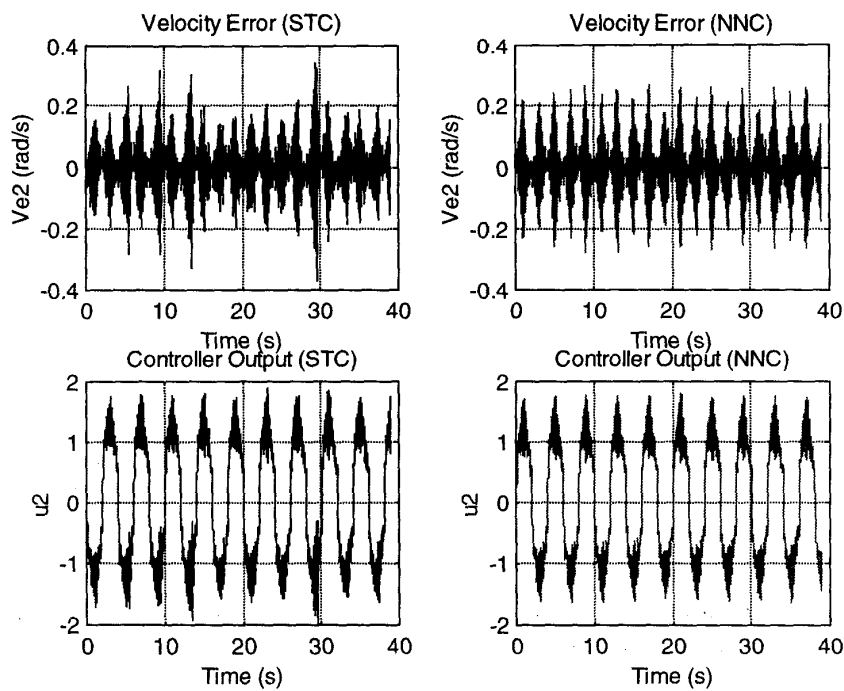 Velocity Error (STC)
0.4
0.2
0
-0.2
-0.4
Ve2 (rad/s)
0 10 20 30 40
Time (s)
Velocity Error (NNC)
0.4
0.2
0
-0.2
-0.4
Ve2 (rad/s)
0 10 20 30 40
Time (s)
Controller Output (STC)
2
1
0
-1
-2
u2
0 10 20 30 40
Time (s)
Controller Output (NNC)
2
1
0
-1
-2
u2
0 10 20 30 40
Time (s)